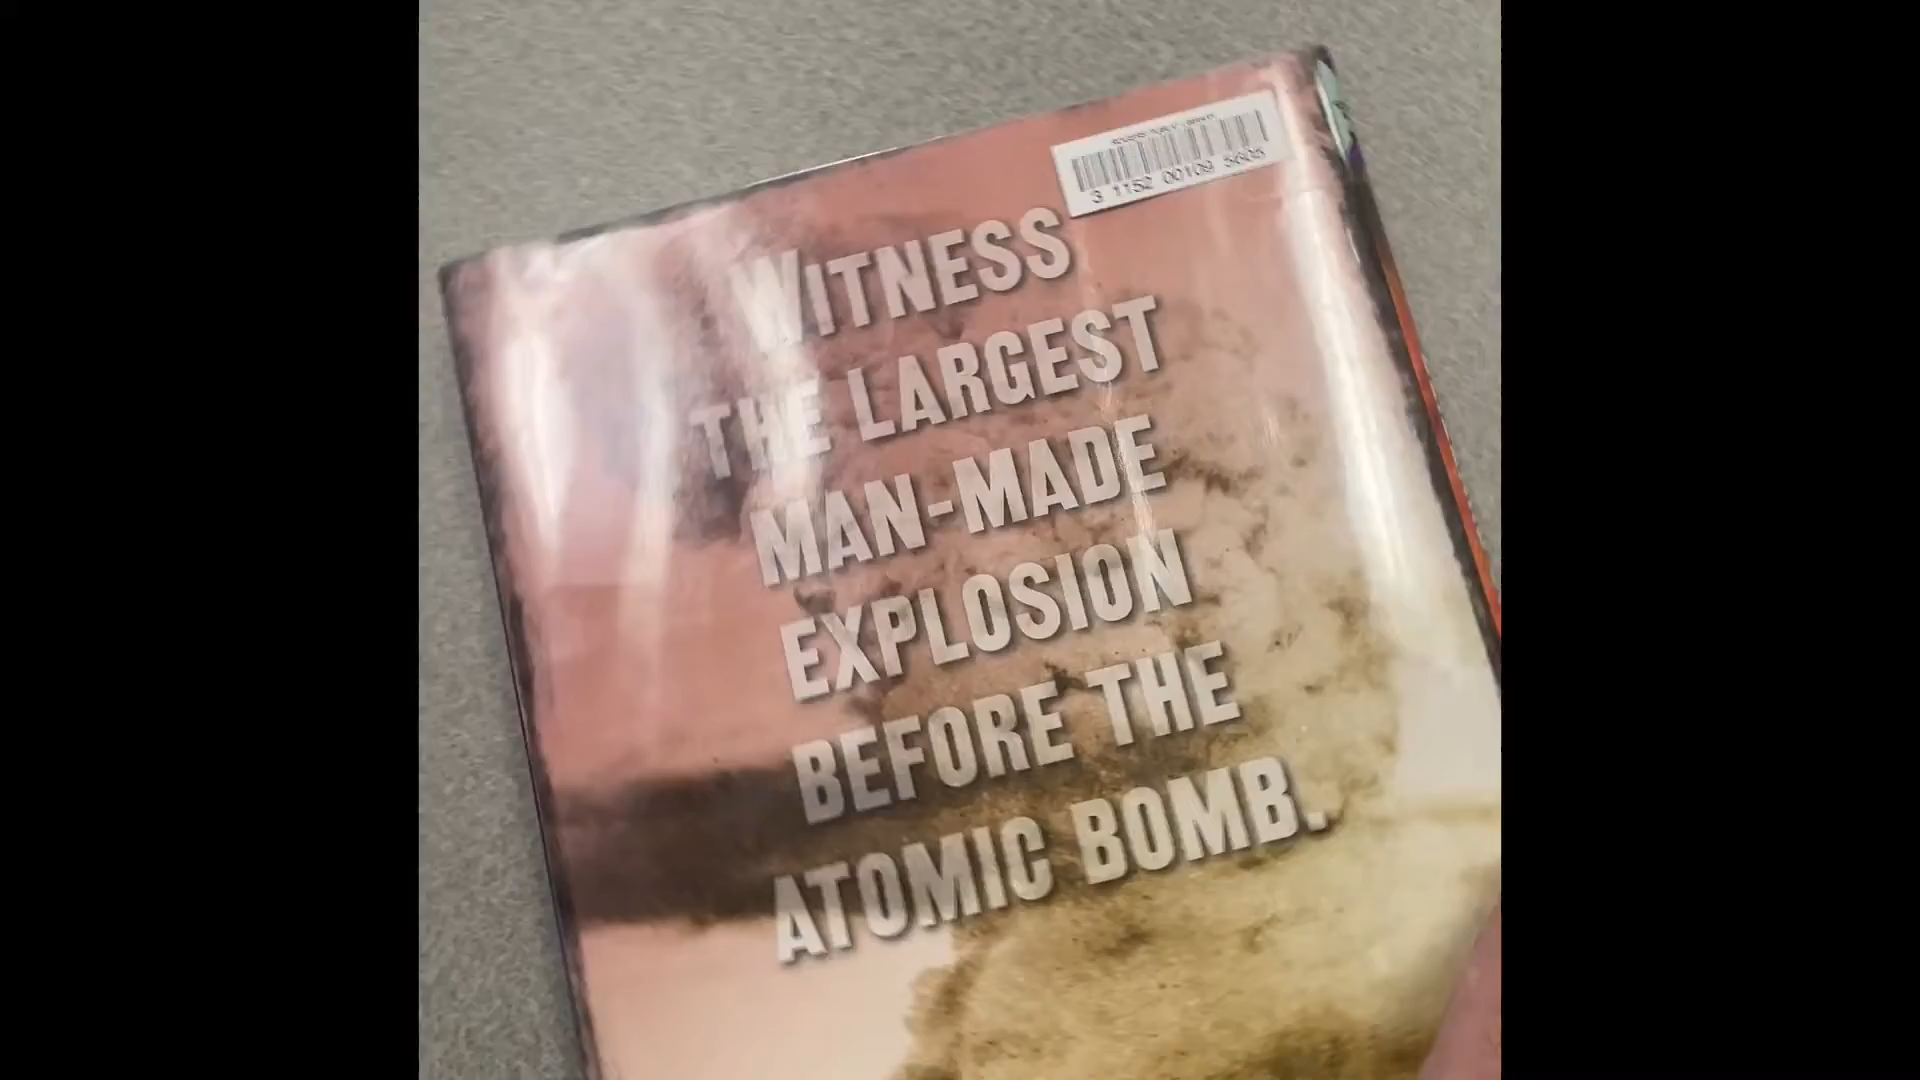 3 1152 00109 5605
WITNESS
THE LARGEST
MAN-MADE
EXPLOSION
BEFORE THE
ATOMIC BOMB.